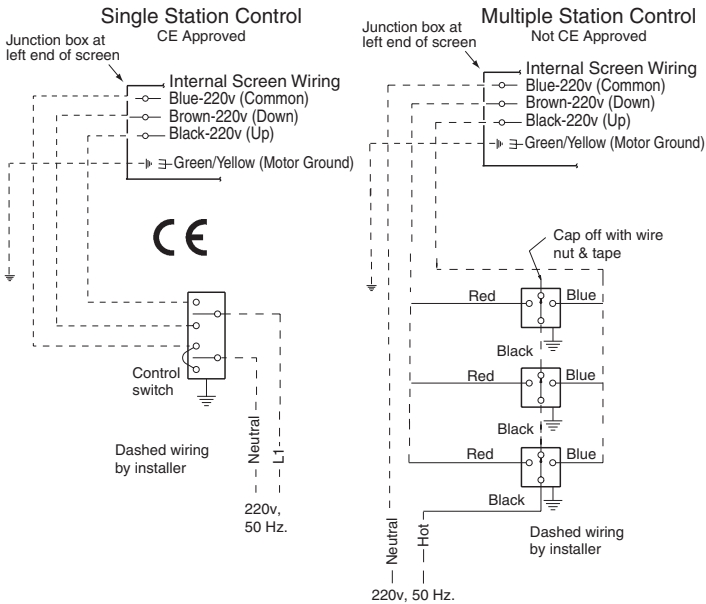 Single Station Control
CE Approved
Junction box at
left end of screen
Internal Screen Wiring
Blue-220v (Common)
Brown-220v (Down)
Black-220v (Up)
Green/Yellow (Motor Ground)
CE
Control
switch
Neutral
L1
Dashed wiring
by installer
220v,
50 Hz.
Multiple Station Control
Not CE Approved
Junction box at
left end of screen
Internal Screen Wiring
Blue-220v (Common)
Brown-220v (Down)
Black-220v (Up)
Green/Yellow (Motor Ground)
Cap off with wire
nut & tape
Red
Blue
Black
Red
Blue
Black
Red
Blue
Black
Neutral
Hot
Dashed wiring
by installer
220v, 50 Hz.